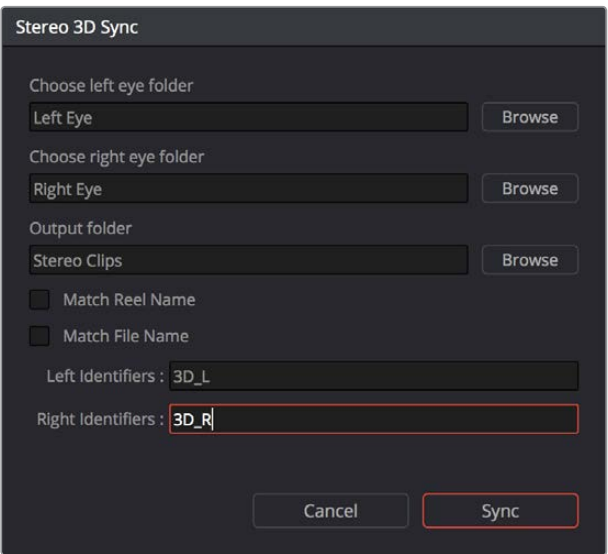 Stereo 3D Sync
Choose left eye folder
Left Eye Browse
Choose right eye folder
Right Eye Browse
Output folder
Stereo Clips Browse
Match Reel Name
Match File Name
Left Identifiers : 3D_L
Right Identifiers : 3D_R
Cancel Sync